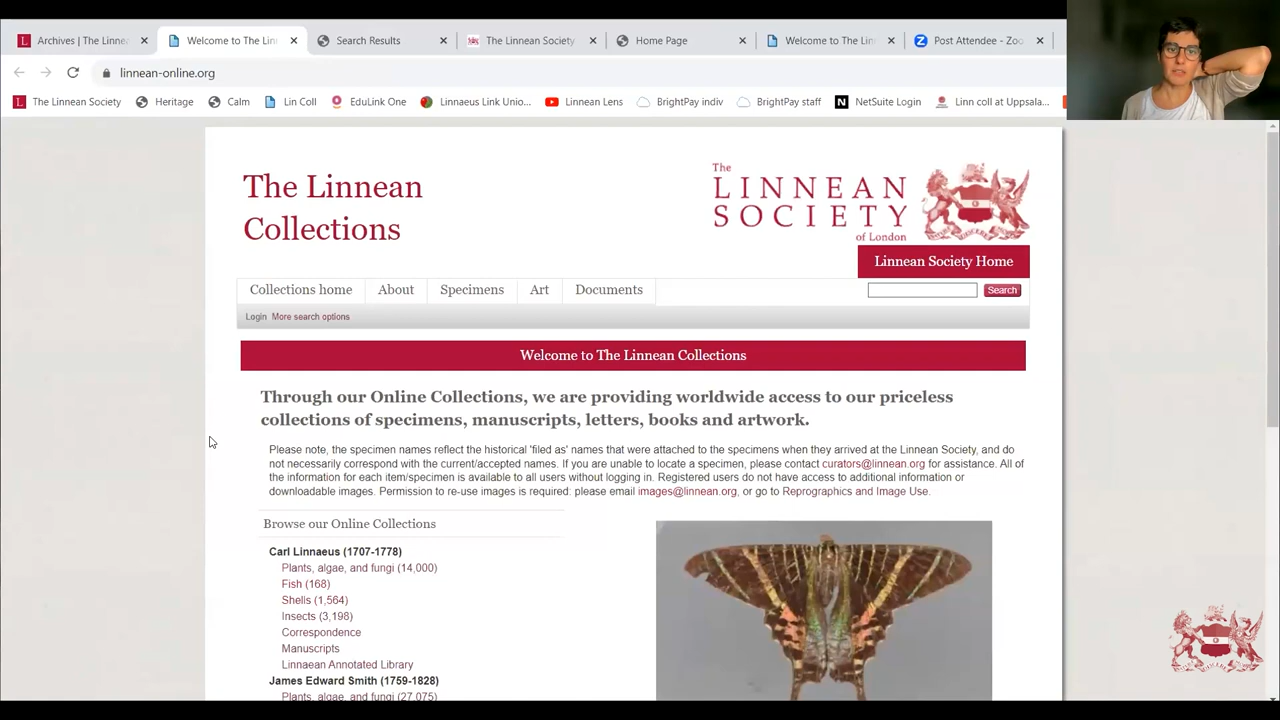 Archives | The Linnea
Welcome to The Linn
Search Results
The Linnean Society
Home Page
Welcome to The Lin
Post Attendee - Zoo
linnean-online.org
The Linnean Society
Heritage
Calm
Lin Coll
EduLink One
Linnaeus Link Unio...
Linnean Lens
BrightPay indiv
BrightPay staff
NetSuite Login
Linn coll at Uppsala...
The Linnean
Collections
The
LINNEAN
SOCIETY
of London
Linnean Society Home
Collections home
About
Specimens
Art
Documents
Search
Login More search options
Welcome to The Linnean Collections
Through our Online Collections, we are providing worldwide access to our priceless
collections of specimens, manuscripts, letters, books and artwork.
Please note, the specimen names reflect the historical 'filed as' names that were attached to the specimens when they arrived at the Linnean Society, and do
not necessarily correspond with the current/accepted names. If you are unable to locate a specimen, please contact curators@linnean.org for assistance. All of
the information for each item/specimen is available to all users without logging in. Registered users do not have access to additional information or
downloadable images. Permission to re-use images is required: please email images@linnean.org, or go to Reprographics and Image Use.
Browse our Online Collections
Carl Linnaeus (1707-1778)
Plants, algae, and fungi (14,000)
Fish (168)
Shells (1,564)
Insects (3,198)
Correspondence
Manuscripts
Linnaean Annotated Library
James Edward Smith (1759-1828)
Plants, algae, and fungi (27,075)